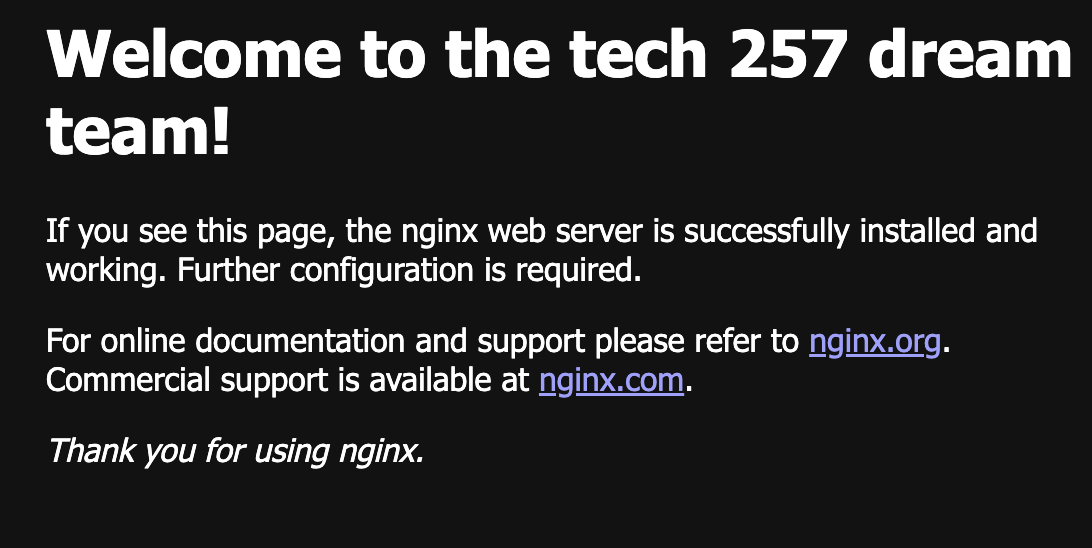 Welcome to the tech 257 dream
team!
If you see this page, the nginx web server is successfully installed and
working. Further configuration is required.
For online documentation and support please refer to nginx.org.
Commercial support is available at nginx.com.
Thank you for using nginx.